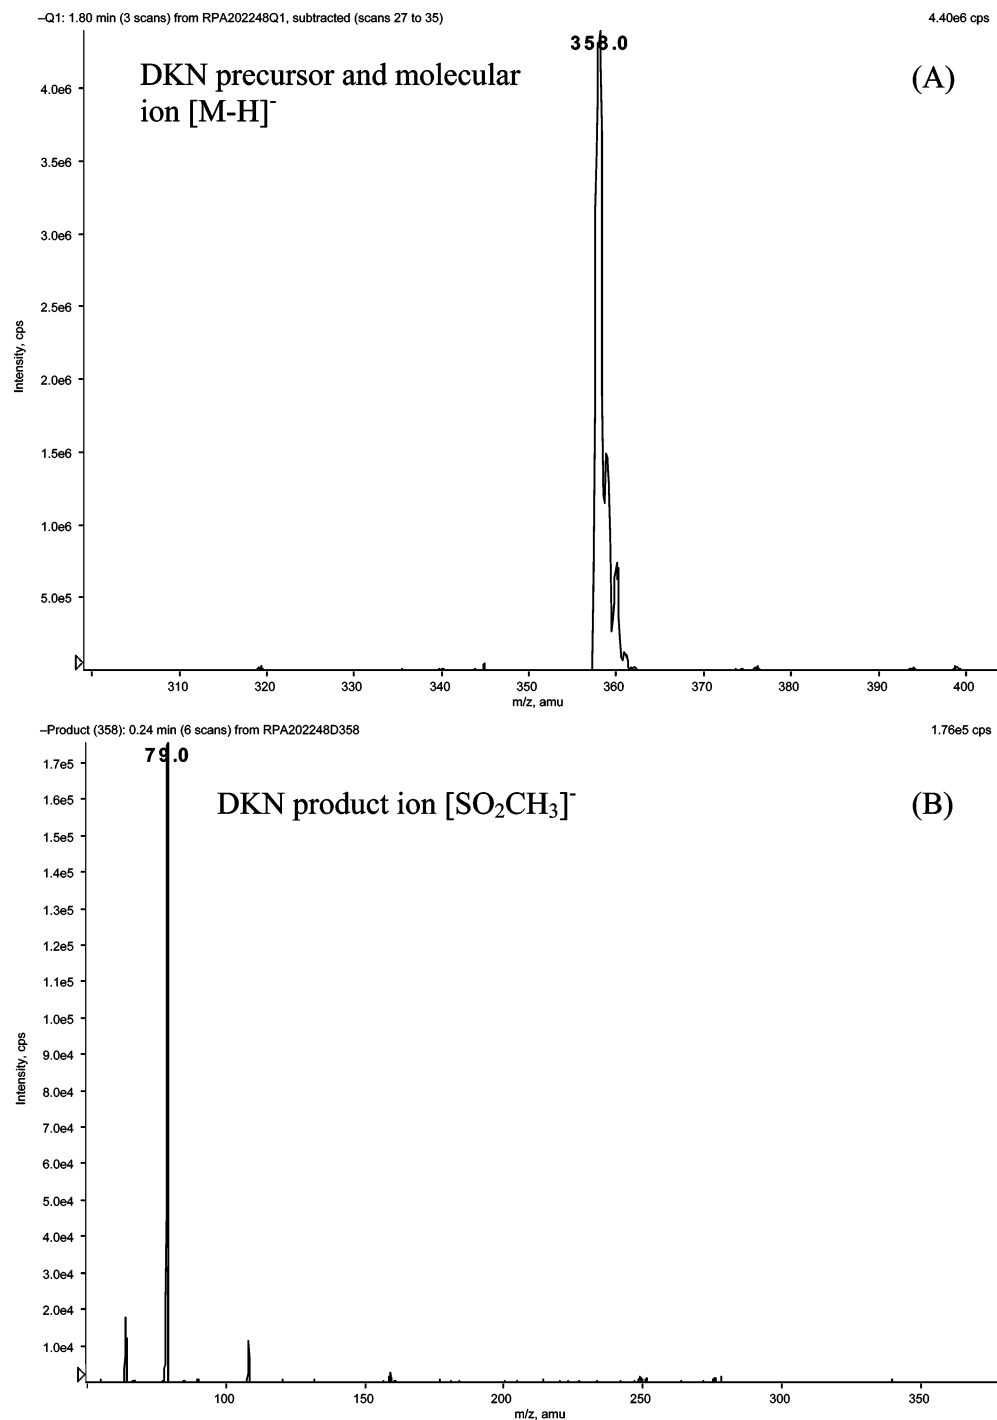 –Q1: 1.80 min (3 scans) from RPA202248Q1, subtracted (scans 27 to 35) 4.40e6 cps
358.0
DKN precursor and molecular (A)
ion [M-H]-
4.0e6
3.5e6
3.0e6
2.5e6
2.0e6
1.5e6
1.0e6
5.0e5
Intensity, cps
310 320 330 340 350 360 370 380 390 400
m/z, amu
–Product (358): 0.24 min (6 scans) from RPA202248D358 1.76e5 cps
79.0
DKN product ion [SO2CH3]- (B)
1.7e5
1.6e5
1.5e5
1.4e5
1.3e5
1.2e5
1.1e5
1.0e5
9.0e4
8.0e4
7.0e4
6.0e4
5.0e4
4.0e4
3.0e4
2.0e4
1.0e4
Intensity, cps
100 150 200 250 300 350
m/z, amu